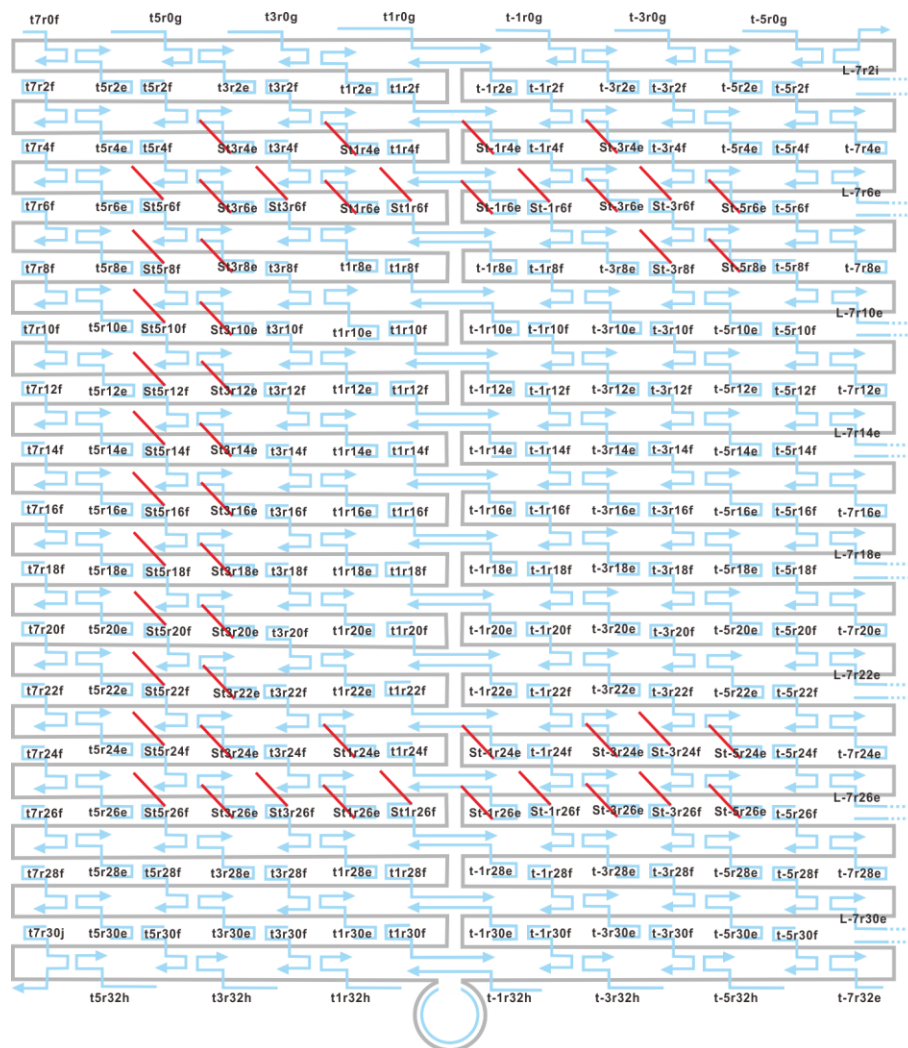 t7r0f t5r0g t3r0g t1r0g t-1r0g t-3r0g t-5r0g
L-7r2i
t7r2f t5r2e t5r2f t3r2e t3r2f t1r2e t1r2f t-1r2e t-1r2f t-3r2e t-3r2f t-5r2e t-5r2f
t7r4f t5r4e t5r4f St3r4e t3r4f St1r4e t1r4f St-1r4e t-1r4f St-3r4e t-3r4f t-5r4e t-5r4f t-7r4e
L-7r6e
t7r6f t5r6e St5r6f St3r6e St3r6f St1r6e St1r6f St-1r6e St-1r6f St-3r6e St-3r6f St-5r6e t-5r6f
t7r8f t5r8e St5r8f St3r8e t3r8f t1r8e t1r8f t-1r8e t-1r8f t-3r8e St-3r8f St-5r8e t-5r8f t-7r8e
L-7r10e
t7r10f t5r10e St5r10f St3r10e t3r10f t1r10e t1r10f t-1r10e t-1r10f t-3r10e t-3r10f t-5r10e t-5r10f
t7r12f t5r12e St5r12f St3r12e t3r12f t1r12e t1r12f t-1r12e t-1r12f t-3r12e t-3r12f t-5r12e t-5r12f t-7r12e
L-7r14e
t7r14f t5r14e St5r14f St3r14e t3r14f t1r14e t1r14f t-1r14e t-1r14f t-3r14e t-3r14f t-5r14e t-5r14f
t7r16f t5r16e St5r16f St3r16e t3r16f t1r16e t1r16f t-1r16e t-1r16f t-3r16e t-3r16f t-5r16e t-5r16f t-7r16e
L-7r18e
t7r18f t5r18e St5r18f St3r18e t3r18f t1r18e t1r18f t-1r18e t-1r18f t-3r18e t-3r18f t-5r18e t-5r18f
t7r20f t5r20e St5r20f St3r20e t3r20f t1r20e t1r20f t-1r20e t-1r20f t-3r20e t-3r20f t-5r20e t-5r20f t-7r20e
L-7r22e
t7r22f t5r22e St5r22f St3r22e t3r22f t1r22e t1r22f t-1r22e t-1r22f t-3r22e t-3r22f t-5r22e t-5r22f
t7r24f t5r24e St5r24f St3r24e t3r24f St1r24e t1r24f St-1r24e t-1r24f St-3r24e St-3r24f St-5r24e t-5r24f t-7r24e
L-7r26e
t7r26f t5r26e St5r26f St3r26e St3r26f St1r26e St1r26f St-1r26e St-1r26f St-3r26e St-3r26f St-5r26e t-5r26f
t7r28f t5r28e t5r28f t3r28e t3r28f t1r28e t1r28f t-1r28e t-1r28f t-3r28e t-3r28f t-5r28e t-5r28f t-7r28e
L-7r30e
t7r30j t5r30e t5r30f t3r30e t3r30f t1r30e t1r30f t-1r30e t-1r30f t-3r30e t-3r30f t-5r30e t-5r30f
t5r32h t3r32h t1r32h t-1r32h t-3r32h t-5r32h t-7r32e